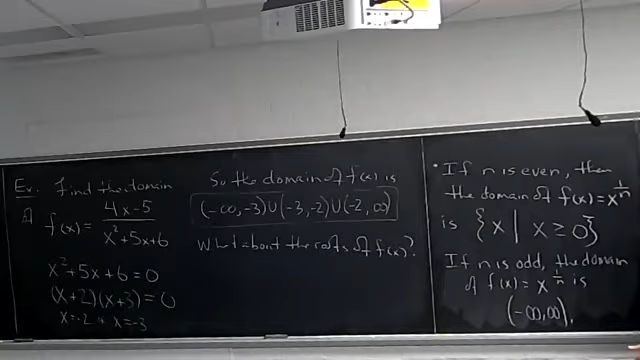 Ex. Find the domain
of f(x) = 4x-5 / x²+5x+6
x²+5x+6=0
(x+2)(x+3)=0
x=-2 x=-3
So the domain of f(x) is
(-∞,-3)∪(-3,-2)∪(-2,∞)
What about the roots of f(x)?
• If n is even, then
the domain of f(x)=x^(1/n)
is {x | x ≥ 0}
If n is odd, the domain
of f(x) = x^(1/n) is
(-∞,∞).